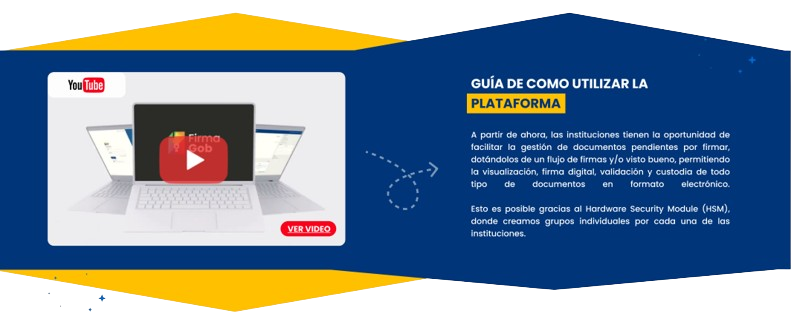 YouTube
Firma
Gob
VER VIDEO
GUÍA DE COMO UTILIZAR LA
PLATAFORMA
A partir de ahora, las instituciones tienen la oportunidad de
facilitar la gestión de documentos pendientes por firmar,
dotándolos de un flujo de firmas y/o visto bueno, permitiendo
la visualización, firma digital, validación y custodia de todo
tipo de documentos en formato electrónico.
Esto es posible gracias al Hardware Security Module (HSM),
donde creamos grupos individuales por cada una de las
instituciones.